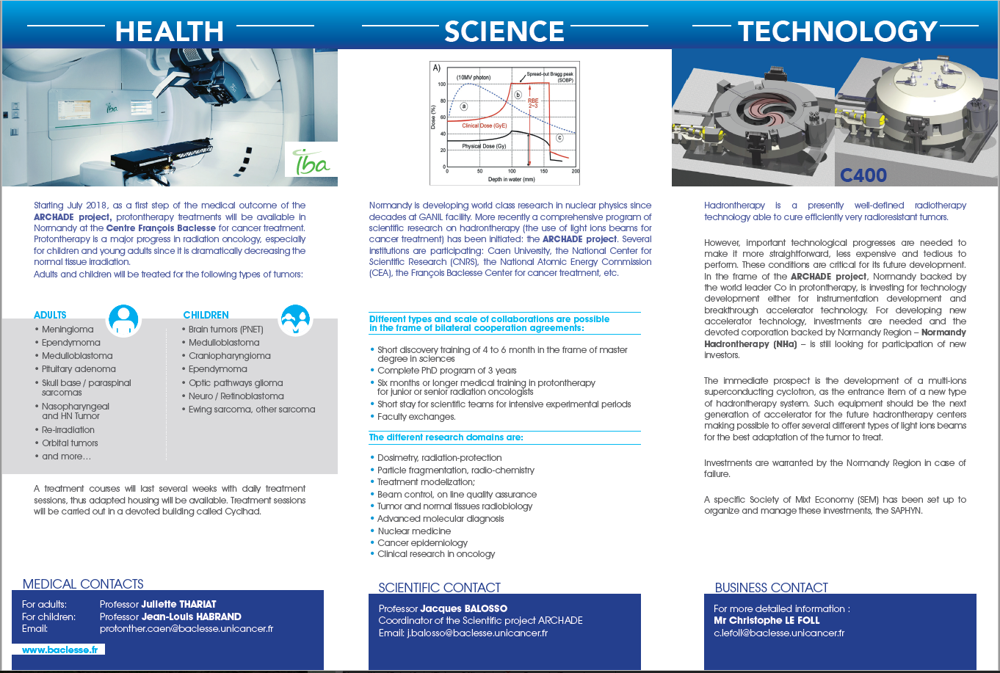 HEALTH
iba
iba
Starting July 2018, as a first step of the medical outcome of the
ARCHADE project, protontherapy treatments will be available in
Normandy at the Centre François Baclesse for cancer treatment.
Protontherapy is a major progress in radiation oncology, especially
for children and young adults since it is dramatically decreasing the
normal tissue irradiation.
Adults and children will be treated for the following types of tumors:
ADULTS
• Meningioma
• Ependymoma
• Medulloblastoma
• Pituitary adenoma
• Skull base / paraspinal
sarcomas
• Nasopharyngeal
and HN Tumor
• Re-irradiation
• Orbital tumors
• and more…
CHILDREN
• Brain tumors (PNET)
• Medulloblastoma
• Craniopharyngioma
• Ependymoma
• Optic pathways glioma
• Neuro / Retinoblastoma
• Ewing sarcoma, other sarcoma
A treatment courses will last several weeks with daily treatment
sessions, thus adapted housing will be available. Treatment sessions
will be carried out in a devoted building called Cyclhad.
MEDICAL CONTACTS
For adults: Professor Juliette THARIAT
For children: Professor Jean-Louis HABRAND
Email: protonther.caen@baclesse.unicancer.fr
www.baclesse.fr
SCIENCE
A)
(10MV photon)
Spread-out Bragg peak
(SOBP)
100
80
60
40
20
0
Dose (%)
a
b
c
RBE
2~3
Clinical Dose (GyE)
Physical Dose (Gy)
0 50 100 150 200
Depth in water (mm)
Normandy is developing world class research in nuclear physics since
decades at GANIL facility. More recently a comprehensive program of
scientific research on hadrontherapy (the use of light ions beams for
cancer treatment) has been initiated: the ARCHADE project. Several
institutions are participating: Caen University, the National Center for
Scientific Research (CNRS), the National Atomic Energy Commission
(CEA), the François Baclesse Center for cancer treatment, etc.
Different types and scale of collaborations are possible
in the frame of bilateral cooperation agreements:
• Short discovery training of 4 to 6 month in the frame of master
degree in sciences
• Complete PhD program of 3 years
• Six months or longer medical training in protontherapy
for junior or senior radiation oncologists
• Short stay for scientific teams for intensive experimental periods
• Faculty exchanges.
The different research domains are:
• Dosimetry, radiation-protection
• Particle fragmentation, radio-chemistry
• Treatment modelization;
• Beam control, on line quality assurance
• Tumor and normal tissues radiobiology
• Advanced molecular diagnosis
• Nuclear medicine
• Cancer epidemiology
• Clinical research in oncology
SCIENTIFIC CONTACT
Professor Jacques BALOSSO
Coordinator of the Scientific project ARCHADE
Email: j.balosso@baclesse.unicancer.fr
TECHNOLOGY
C400
Hadrontherapy is a presently well-defined radiotherapy
technology able to cure efficiently very radioresistant tumors.
However, important technological progresses are needed to
make it more straightforward, less expensive and tedious to
perform. These conditions are critical for its future development.
In the frame of the ARCHADE project, Normandy backed by
the world leader Co in protontherapy, is investing for technology
development either for instrumentation development and
breakthrough accelerator technology. For developing new
accelerator technology, investments are needed and the
devoted corporation backed by Normandy Region – Normandy
Hadrontherapy (NHa) – is still looking for participation of new
investors.
The immediate prospect is the development of a multi-ions
superconducting cyclotron, as the entrance item of a new type
of hadrontherapy system. Such equipment should be the next
generation of accelerator for the future hadrontherapy centers
making possible to offer several different types of light ions beams
for the best adaptation of the tumor to treat.
Investments are warranted by the Normandy Region in case of
failure.
A specific Society of Mixt Economy (SEM) has been set up to
organize and manage these investments, the SAPHYN.
BUSINESS CONTACT
For more detailed information :
Mr Christophe LE FOLL
c.lefoll@baclesse.unicancer.fr